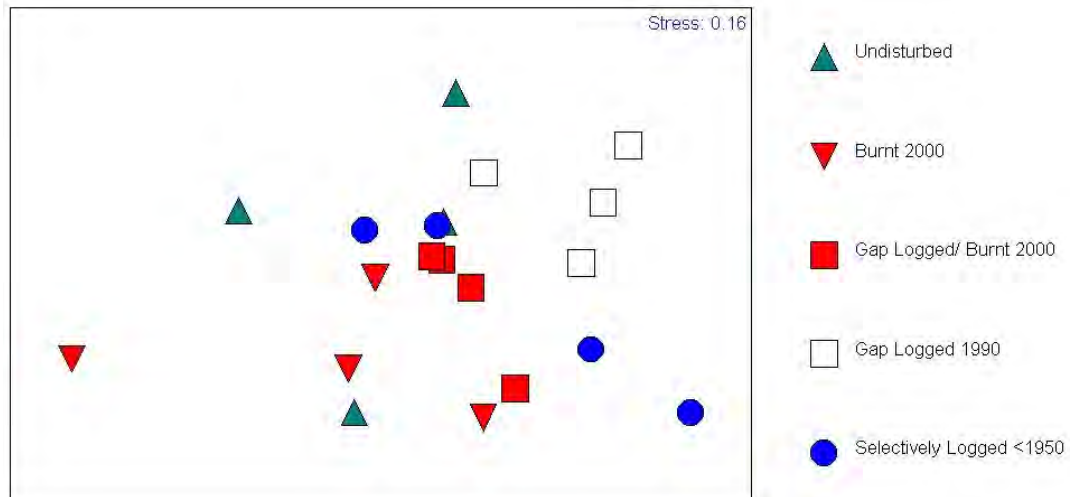 Stress: 0.16
Undisturbed
Burnt 2000
Gap Logged/ Burnt 2000
Gap Logged 1990
Selectively Logged <1950